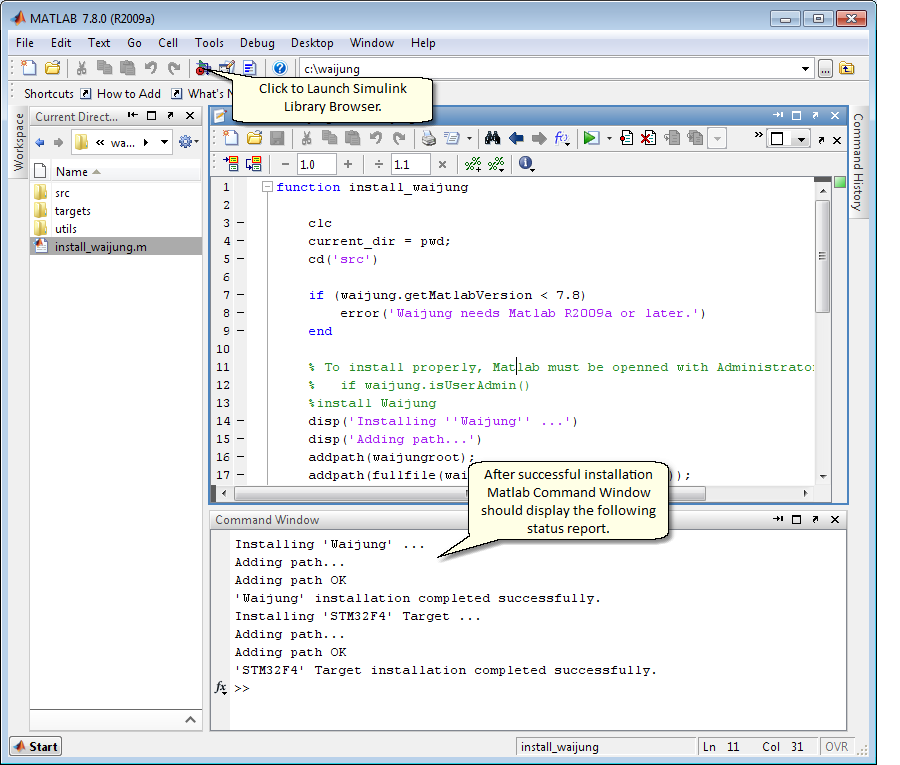 MATLAB 7.8.0 (R2009a)
File Edit Text Go Cell Tools Debug Desktop Window Help
c:\waijung
Shortcuts How to Add What's N
Click to Launch Simulink
Library Browser.
Workspace
Current Direct...
« wa...
Name
src
targets
utils
install_waijung.m
Command History
1.0
1.1
1 function install_waijung
2
3 clc
4 current_dir = pwd;
5 cd('src')
6
7 if (waijung.getMatlabVersion < 7.8)
8 error('Waijung needs Matlab R2009a or later.')
9 end
10
11 % To install properly, Matlab must be openned with Administrato
12 % if waijung.isUserAdmin()
13 %install Waijung
14 disp('Installing ''Waijung'' ...')
15 disp('Adding path...')
16 addpath(waijungroot);
17 addpath(fullfile(wai ));
After successful installation
Matlab Command Window
should display the following
status report.
Command Window
Installing 'Waijung' ...
Adding path...
Adding path OK
'Waijung' installation completed successfully.
Installing 'STM32F4' Target ...
Adding path...
Adding path OK
'STM32F4' Target installation completed successfully.
fx >>
Start
install_waijung Ln 11 Col 31 OVR